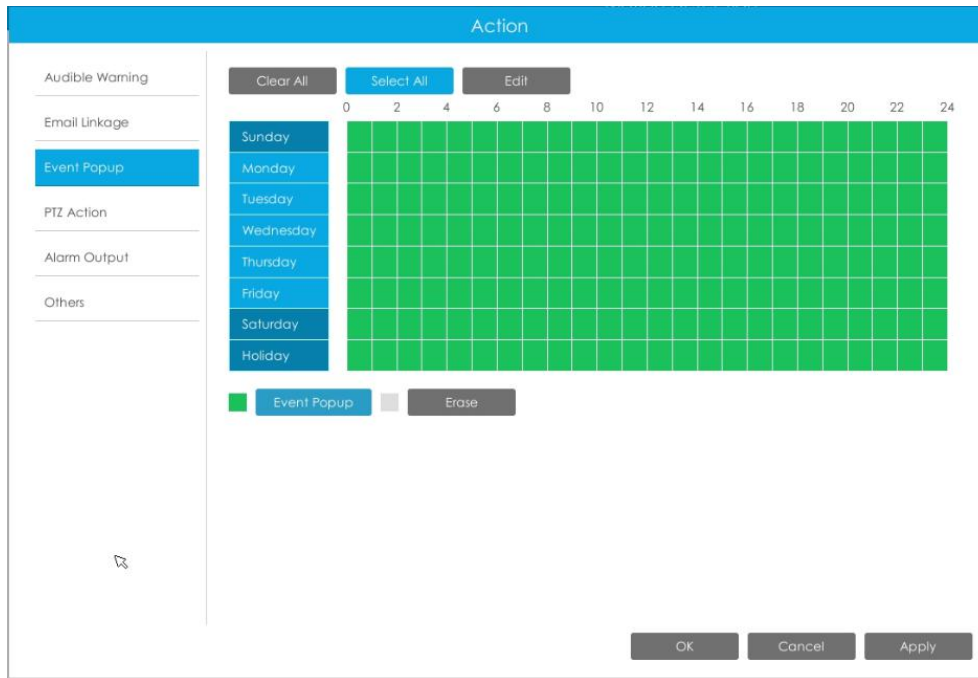 Action
Audible Warning
Email Linkage
Event Popup
PTZ Action
Alarm Output
Others
Clear All Select All Edit
0 2 4 6 8 10 12 14 16 18 20 22 24
Sunday
Monday
Tuesday
Wednesday
Thursday
Friday
Saturday
Holiday
Event Popup Erase
OK Cancel Apply